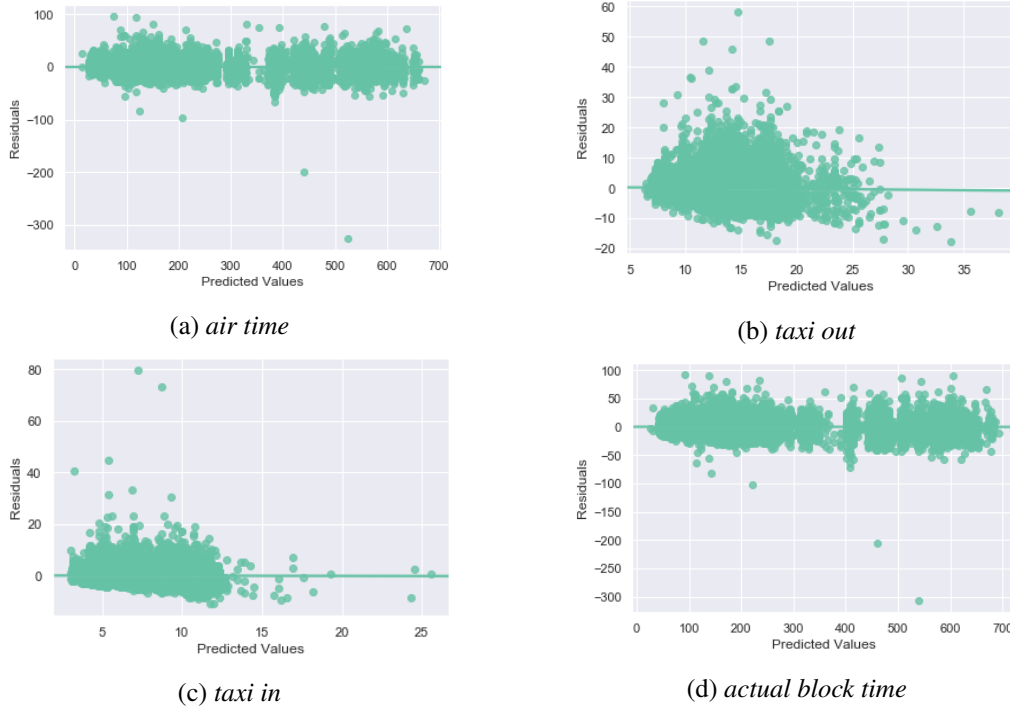 100
0
−100
−200
−300
Residuals
0 100 200 300 400 500 600 700
Predicted Values
(a) air time
60
50
40
30
20
10
0
−10
−20
Residuals
5 10 15 20 25 30 35
Predicted Values
(b) taxi out
80
60
40
20
0
Residuals
5 10 15 20 25
Predicted Values
(c) taxi in
100
50
0
−50
−100
−150
−200
−250
−300
Residuals
0 100 200 300 400 500 600 700
Predicted Values
(d) actual block time